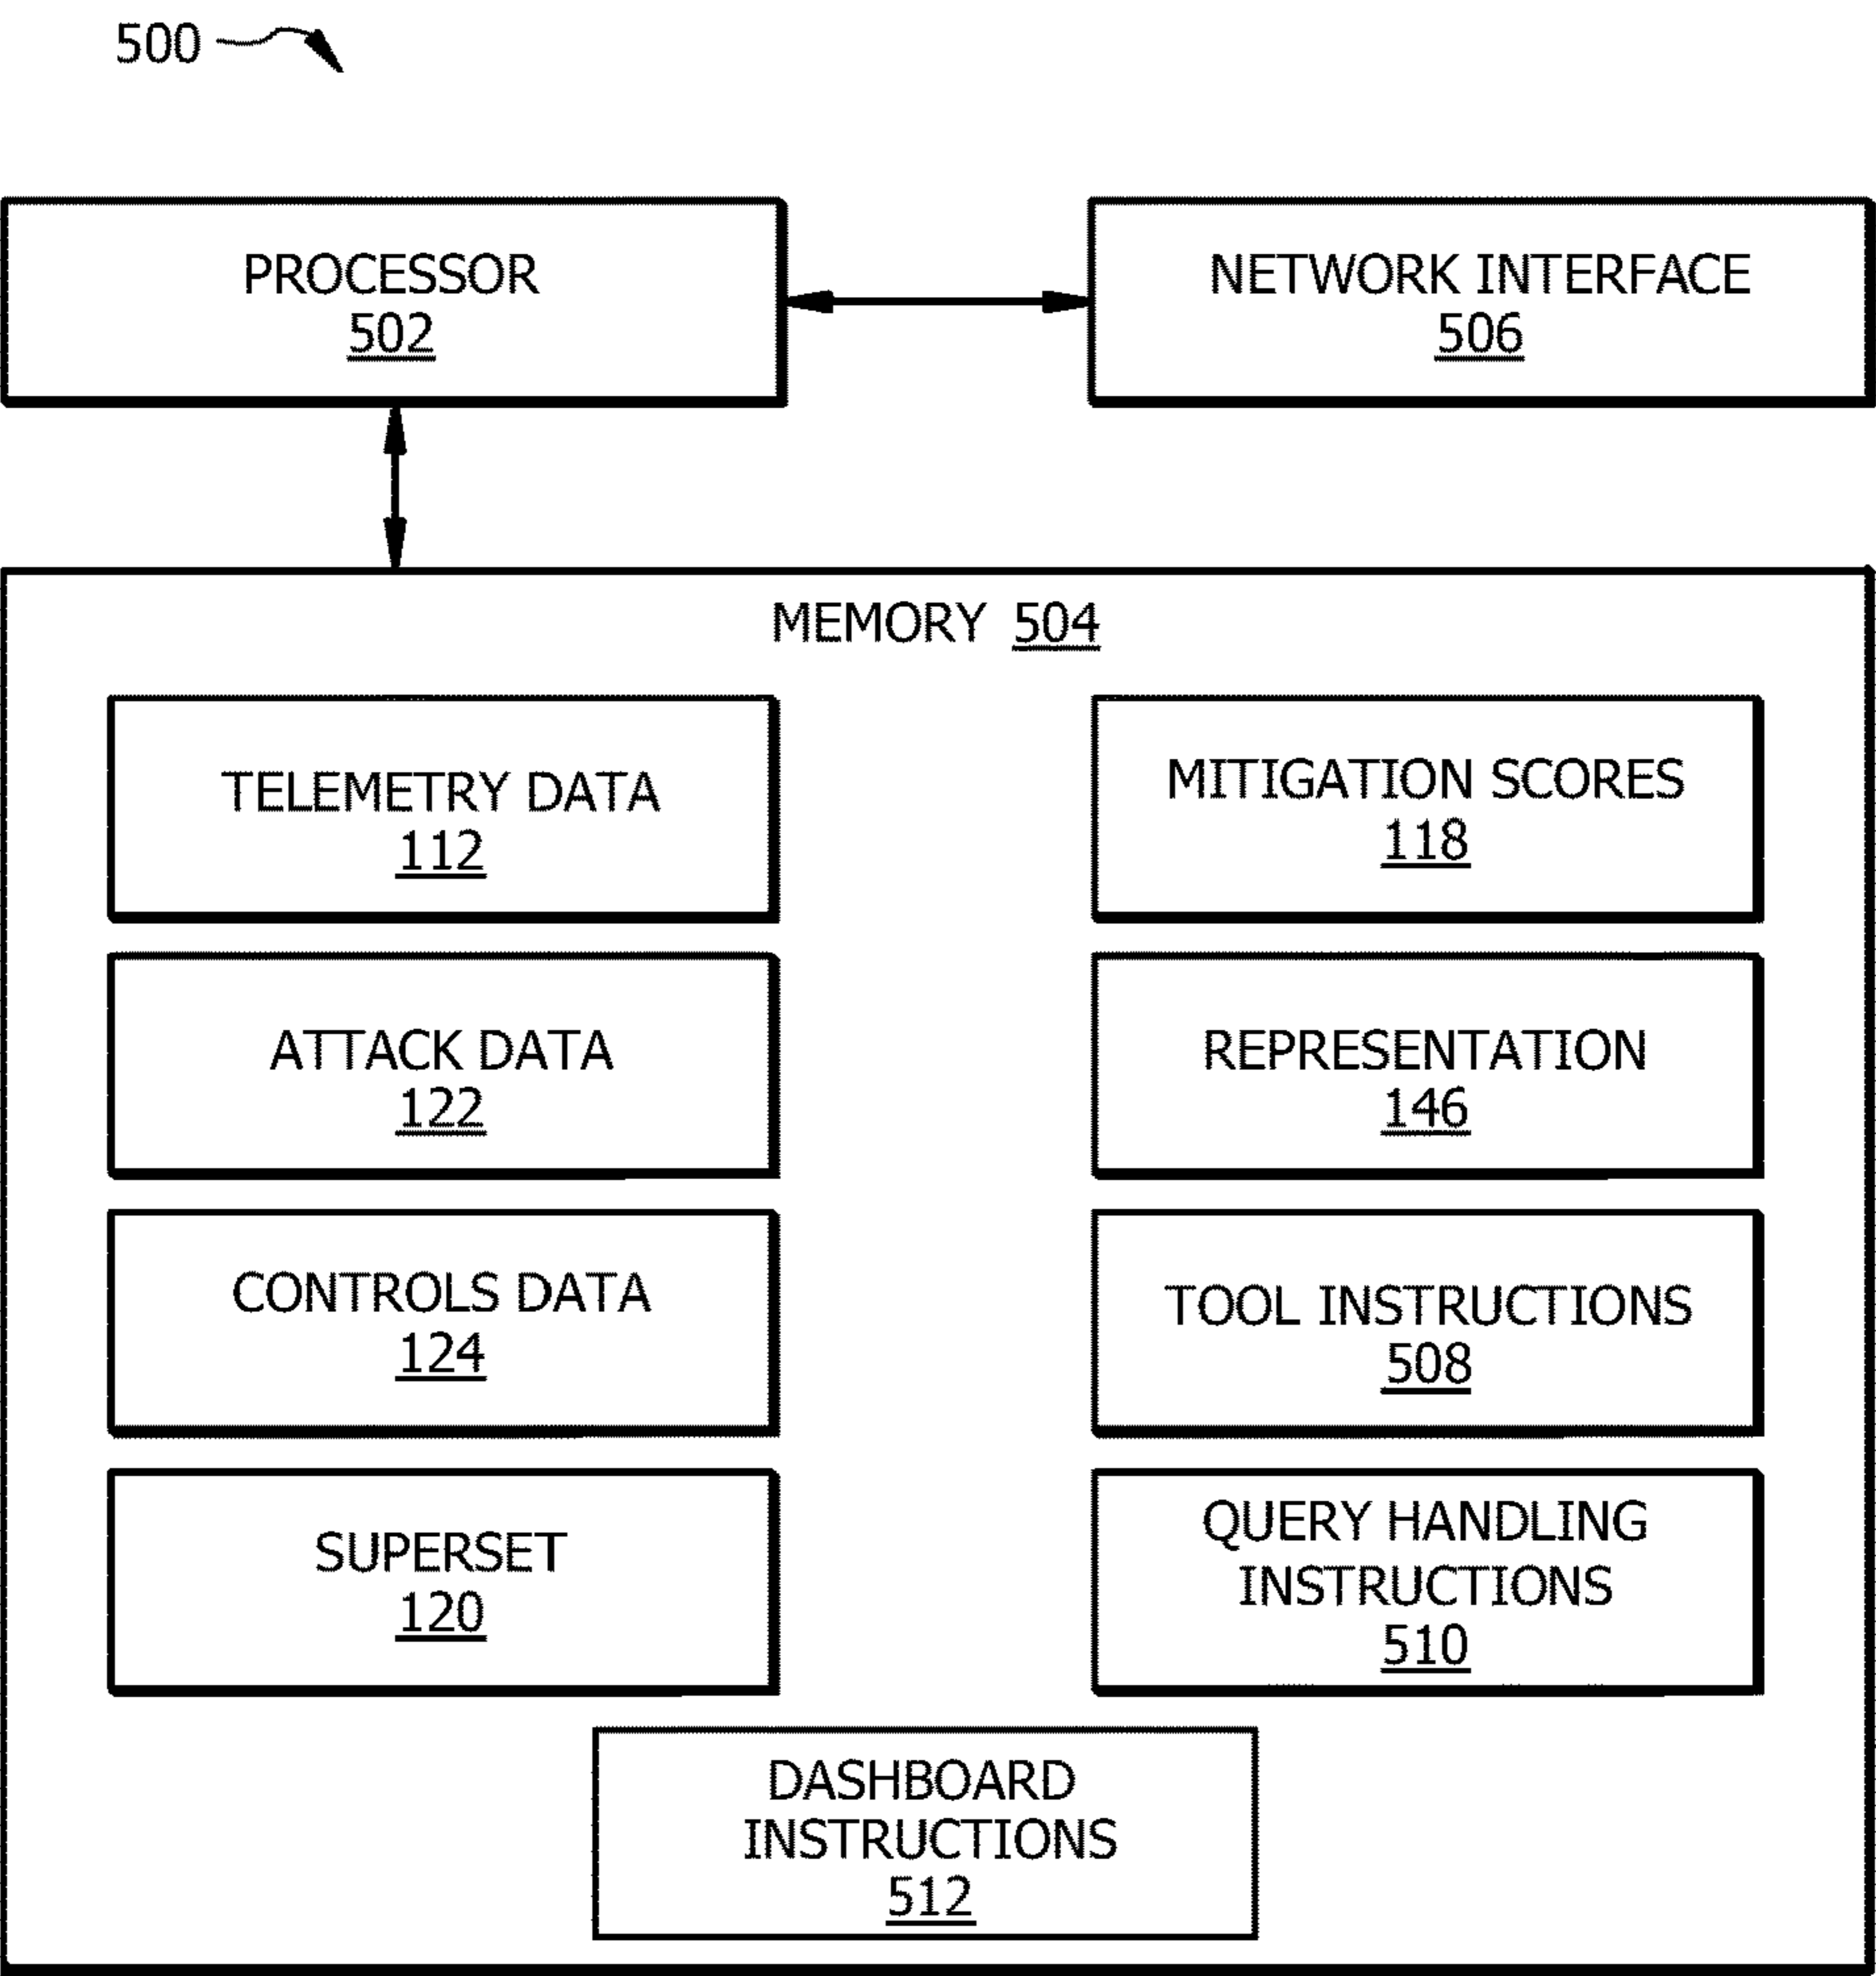 500
PROCESSOR
502
NETWORK INTERFACE
506
MEMORY 504
TELEMETRY DATA
112
MITIGATION SCORES
118
ATTACK DATA
122
REPRESENTATION
146
CONTROLS DATA
124
TOOL INSTRUCTIONS
508
SUPERSET
120
QUERY HANDLING
INSTRUCTIONS
510
DASHBOARD
INSTRUCTIONS
512